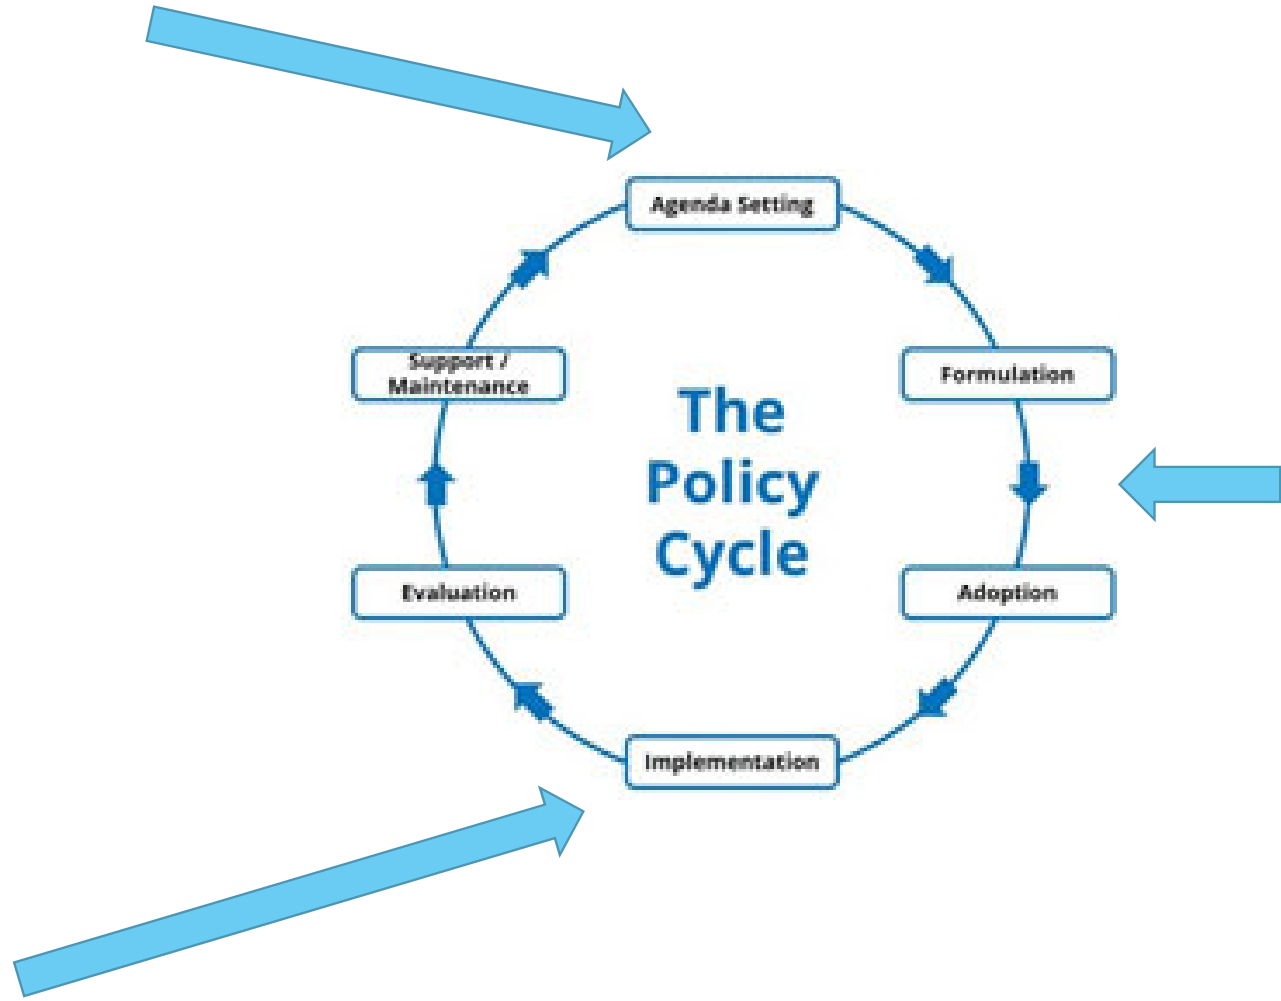 Agenda Setting
Support /
Maintenance
Formulation
The
Policy
Cycle
Evaluation
Adoption
Implementation